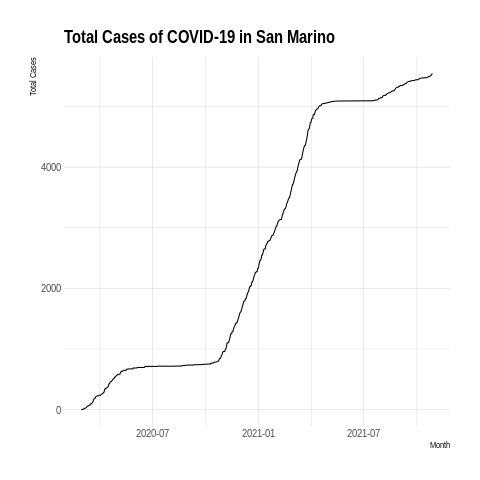 Total Cases of COVID-19 in San Marino
Total Cases
4000
2000
0
2020-07 2021-01 2021-07
Month